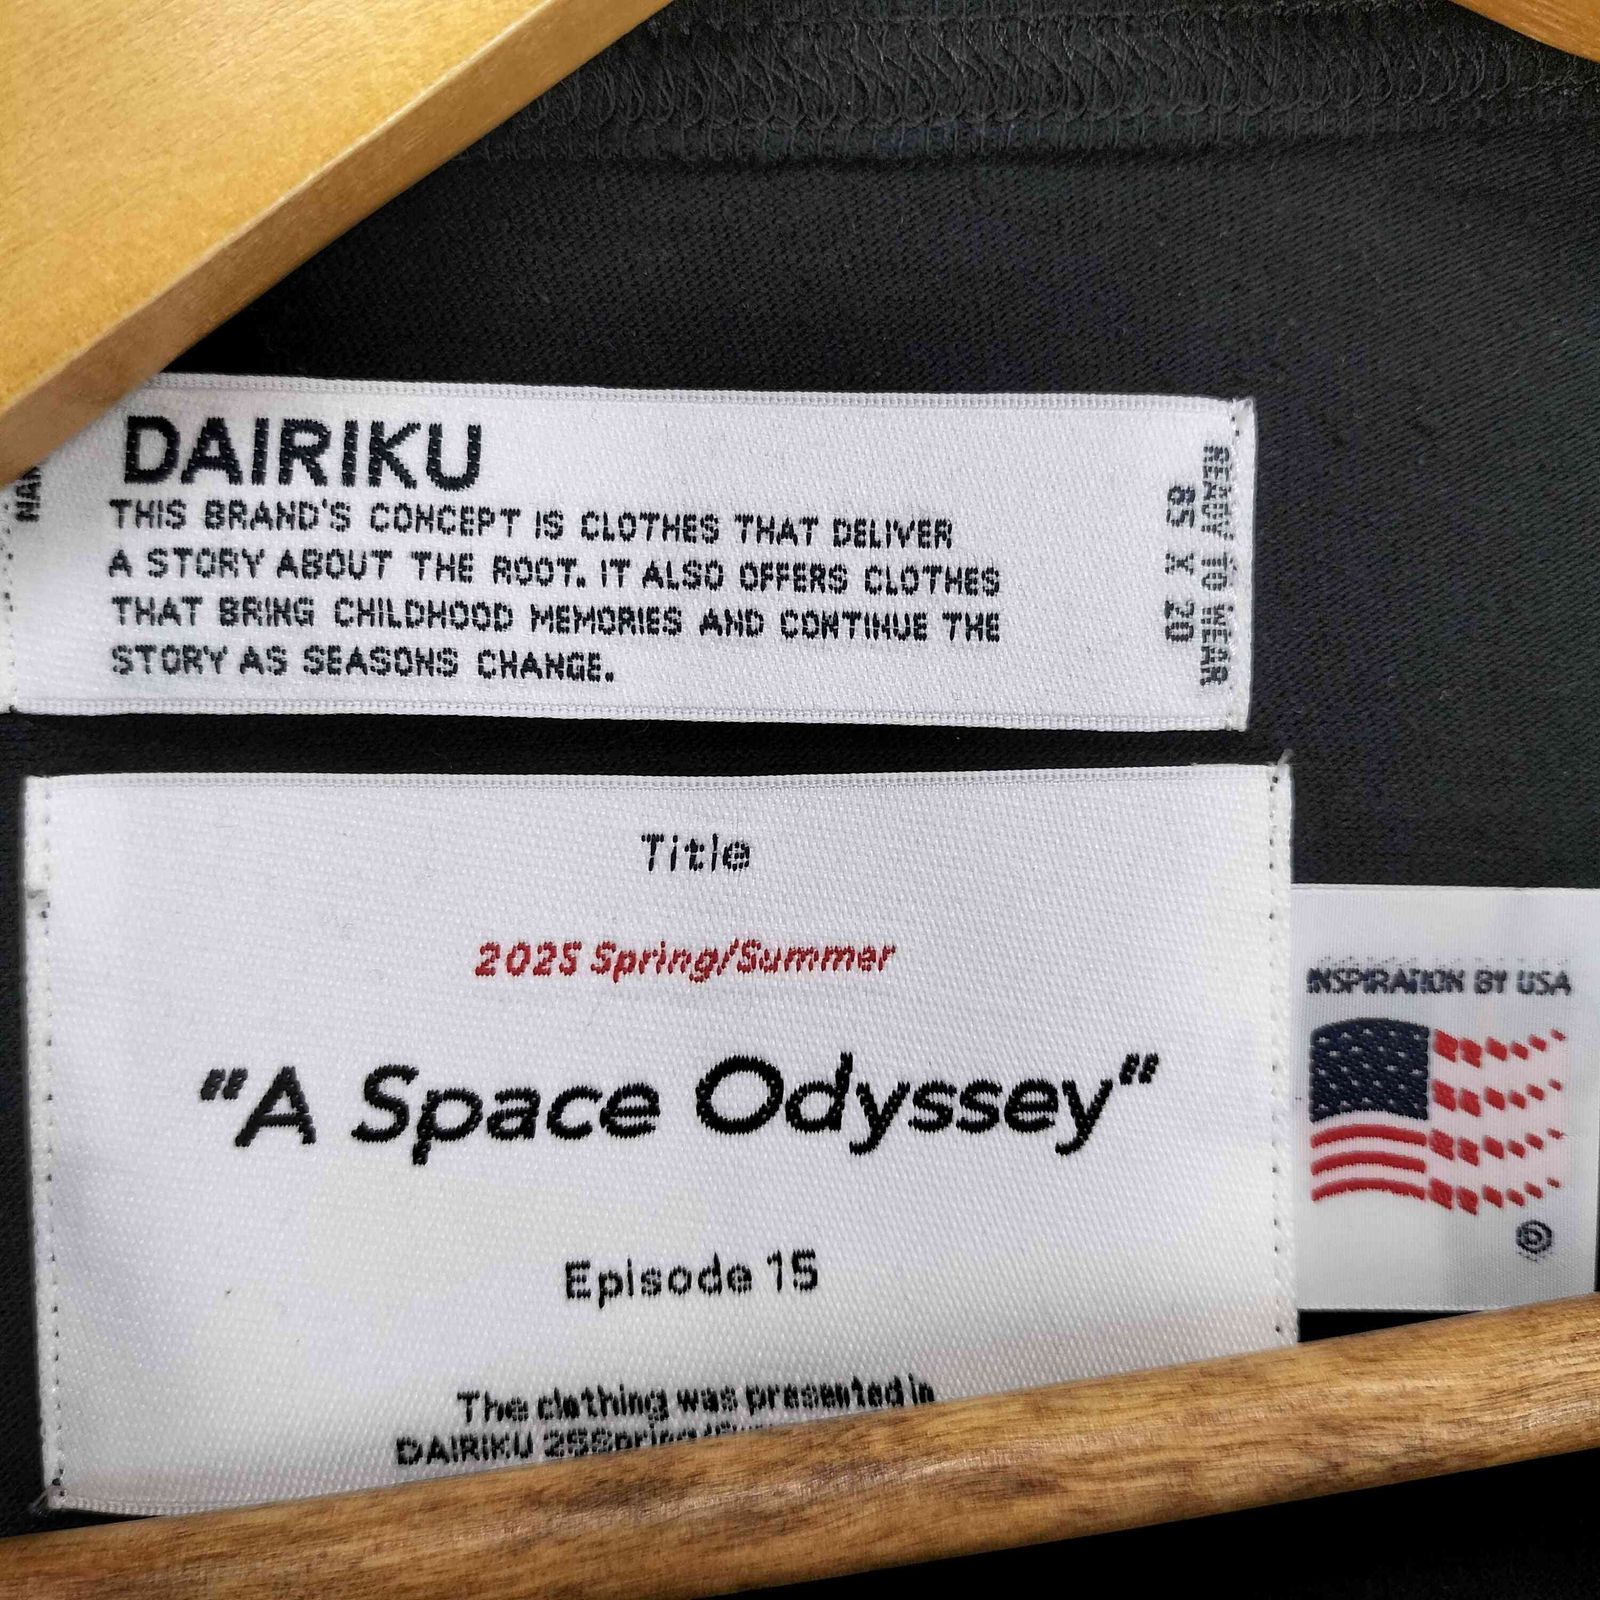 DAIRIKU
THIS BRAND'S CONCEPT IS CLOTHES THAT DELIVER
A STORY ABOUT THE ROOT. IT ALSO OFFERS CLOTHES
THAT BRING CHILDHOOD MEMORIES AND CONTINUE THE
STORY AS SEASONS CHANGE.
READY TO WEAR
85 X 20
Title
2025 Spring/Summer
"A Space Odyssey"
Episode 15
The clothing was presented in
DAIRIKU 25Spring/
INSPIRATION BY USA